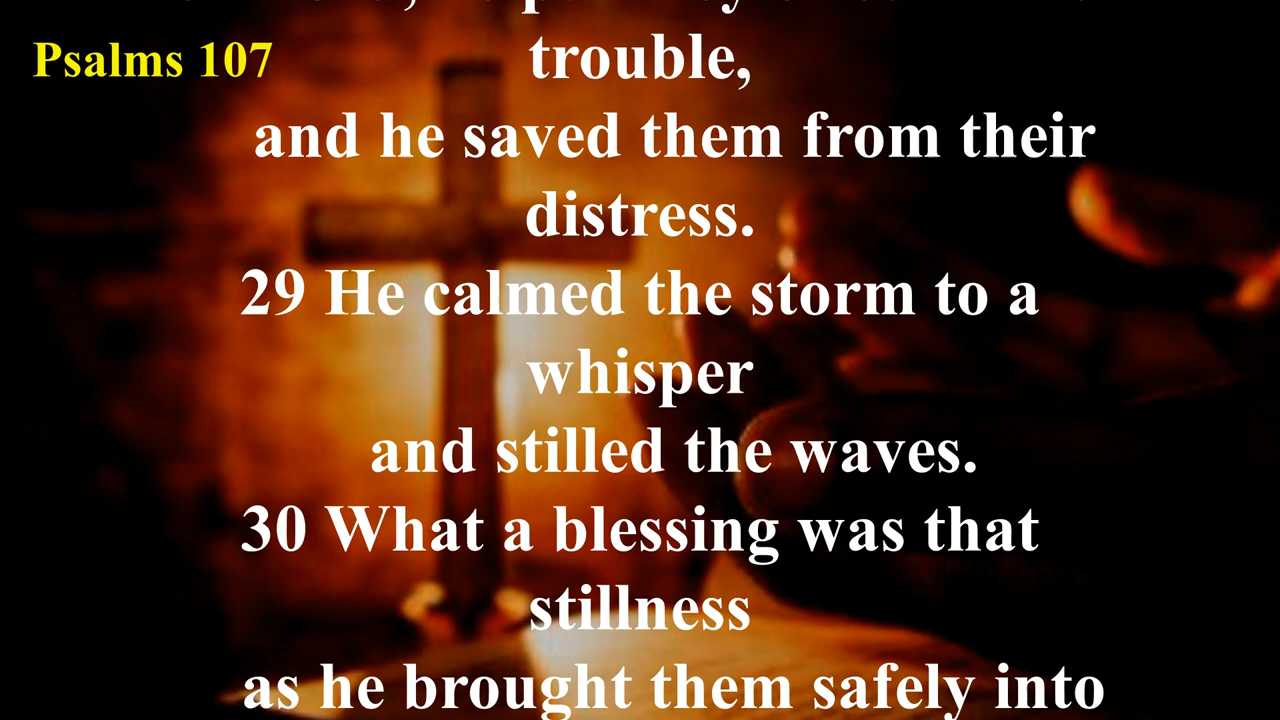 Psalms 107
trouble,
and he saved them from their
distress.
29 He calmed the storm to a
whisper
and stilled the waves.
30 What a blessing was that
stillness
as he brought them safely into